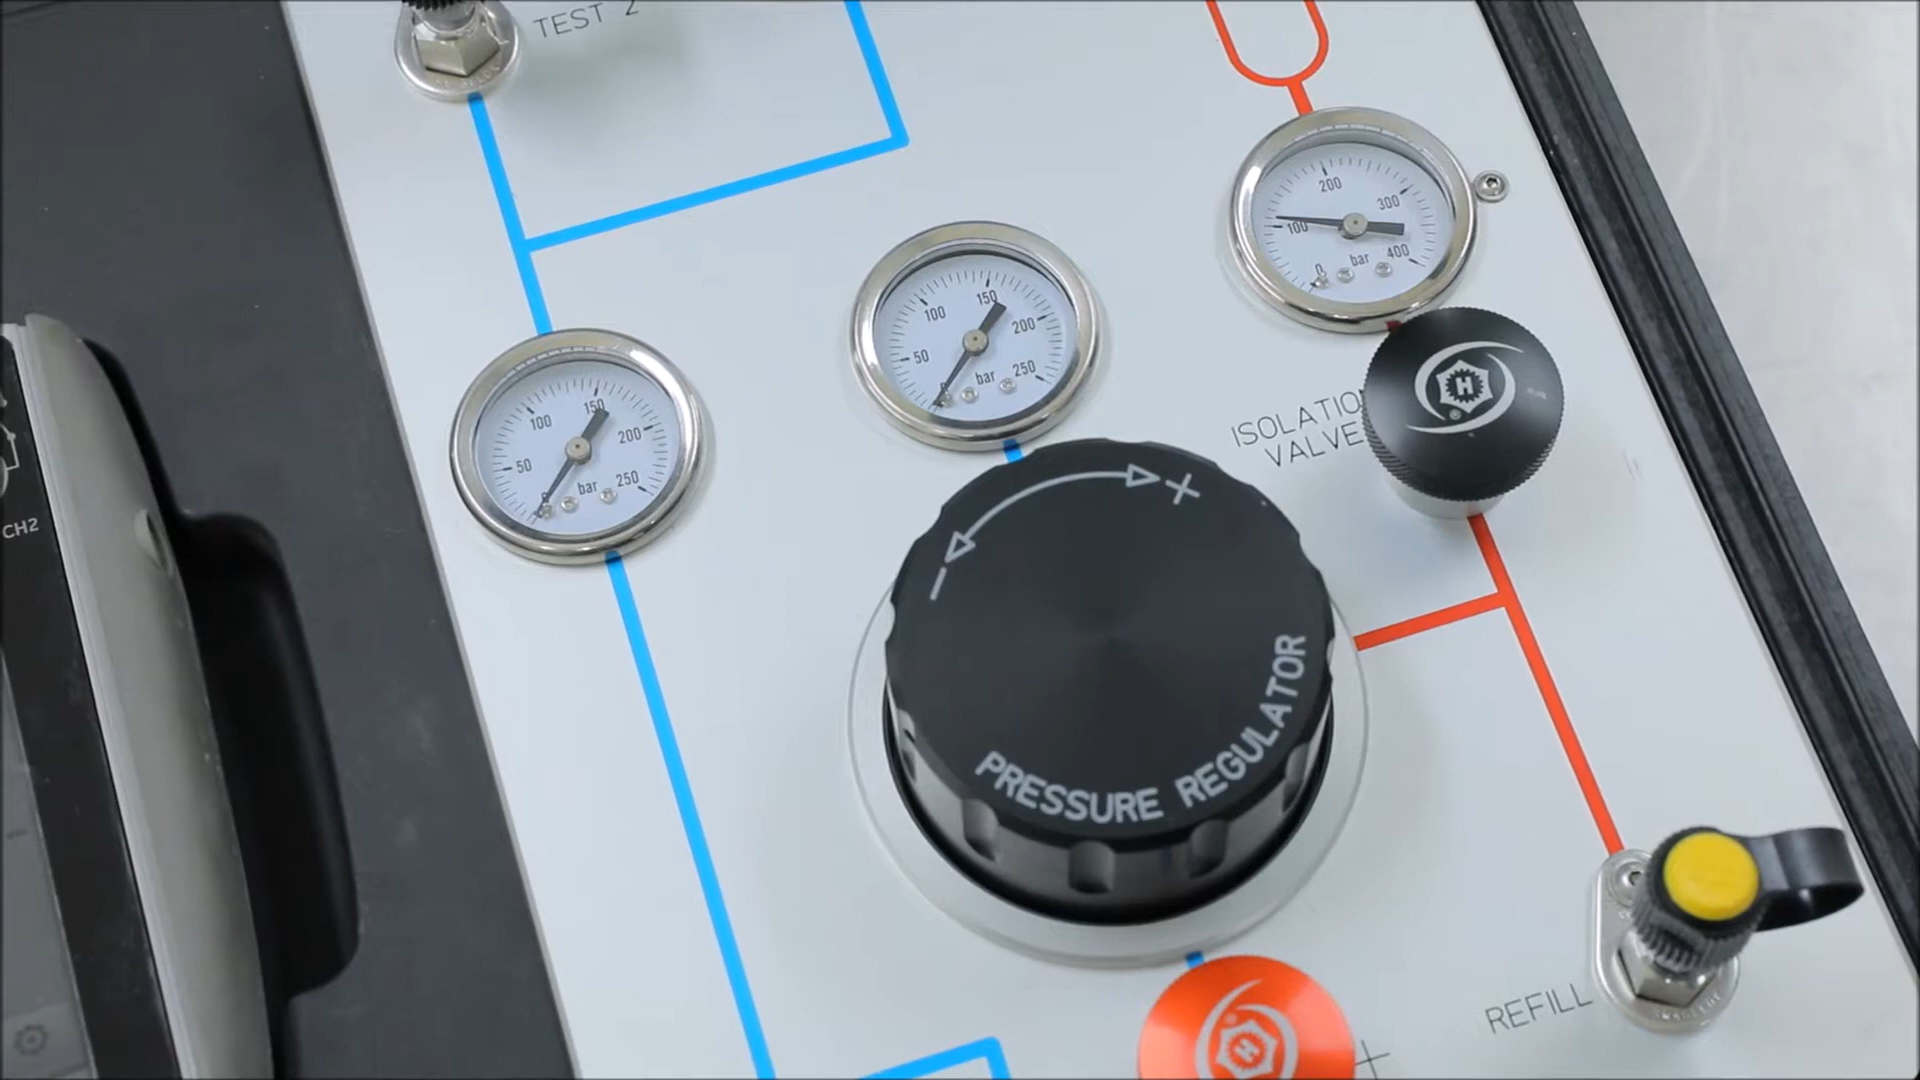 TEST 2
200
300
100
0
bar
400
150
100
200
50
250
0
bar
150
100
200
50
250
0
bar
ISOLATION
VALVE
H
®
CH2
- +
PRESSURE REGULATOR
REFILL
H
®
+